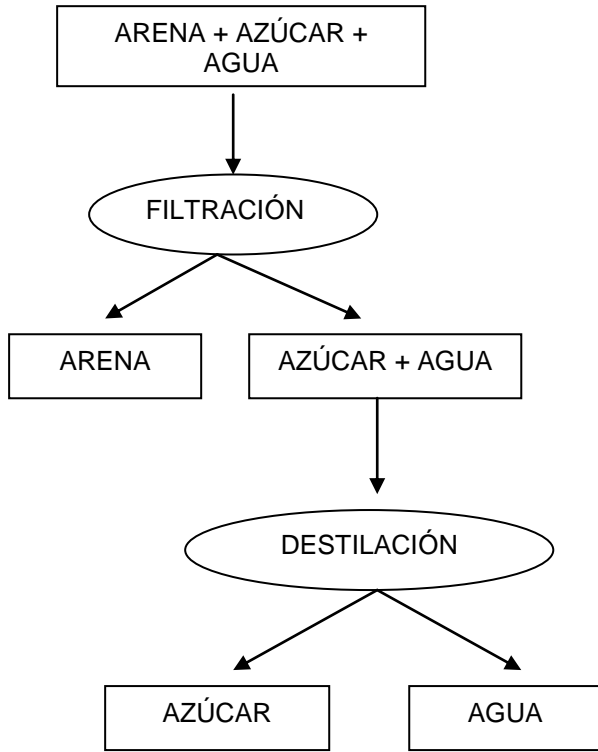 ARENA + AZÚCAR +
AGUA
FILTRACIÓN
ARENA
AZÚCAR + AGUA
DESTILACIÓN
AZÚCAR
AGUA